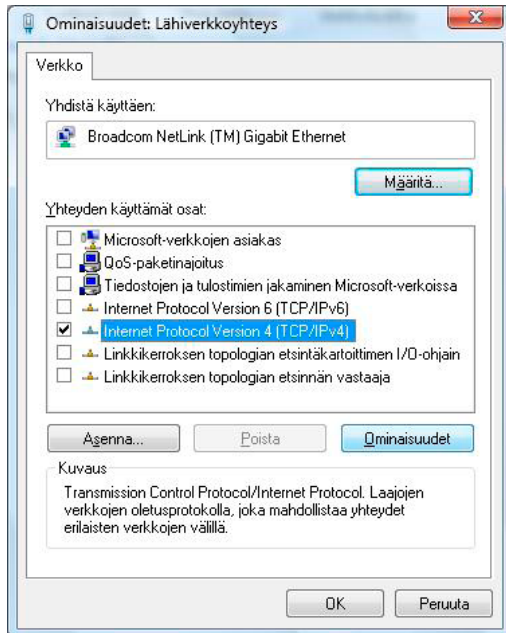 Ominaisuudet: Lähiverkkoyhteys
Verkko
Yhdistä käyttäen:
Broadcom NetLink (TM) Gigabit Ethernet
Määritä...
Yhteyden käyttämät osat:
Microsoft-verkkojen asiakas
QoS-paketinajoitus
Tiedostojen ja tulostimien jakaminen Microsoft-verkoissa
Internet Protocol Version 6 (TCP/IPv6)
Internet Protocol Version 4 (TCP/IPv4)
Linkkikerroksen topologian etsintäkartoittimen I/O-ohjain
Linkkikerroksen topologian etsinnän vastaaja
Asenna...
Poista
Ominaisuudet
Kuvaus
Transmission Control Protocol/Internet Protocol. Laajojen
verkkojen oletusprotokolla, joka mahdollistaa yhteydet
erilaisten verkkojen välillä.
OK
Peruuta